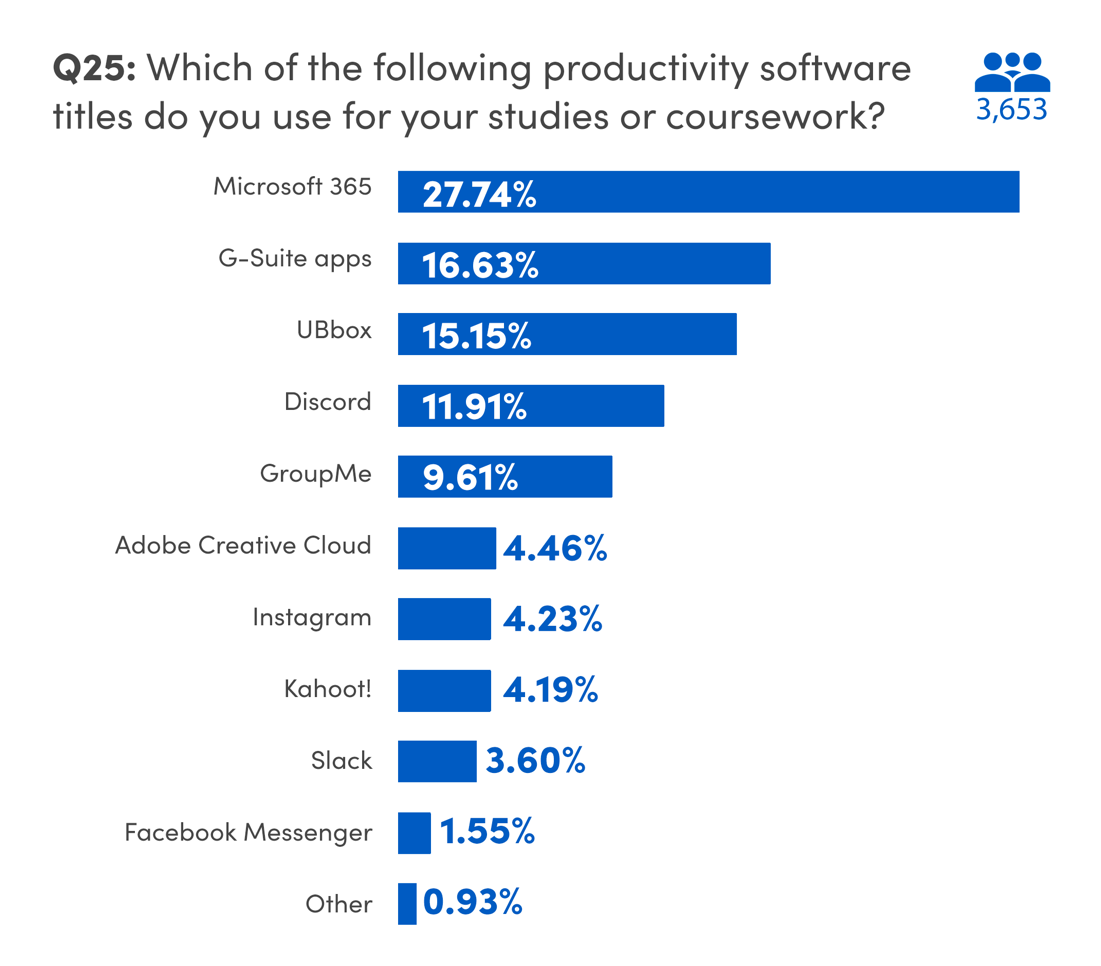 Q25: Which of the following productivity software
titles do you use for your studies or coursework?
3,653
Microsoft 365 27.74%
G-Suite apps 16.63%
UBbox 15.15%
Discord 11.91%
GroupMe 9.61%
Adobe Creative Cloud 4.46%
Instagram 4.23%
Kahoot! 4.19%
Slack 3.60%
Facebook Messenger 1.55%
Other 0.93%